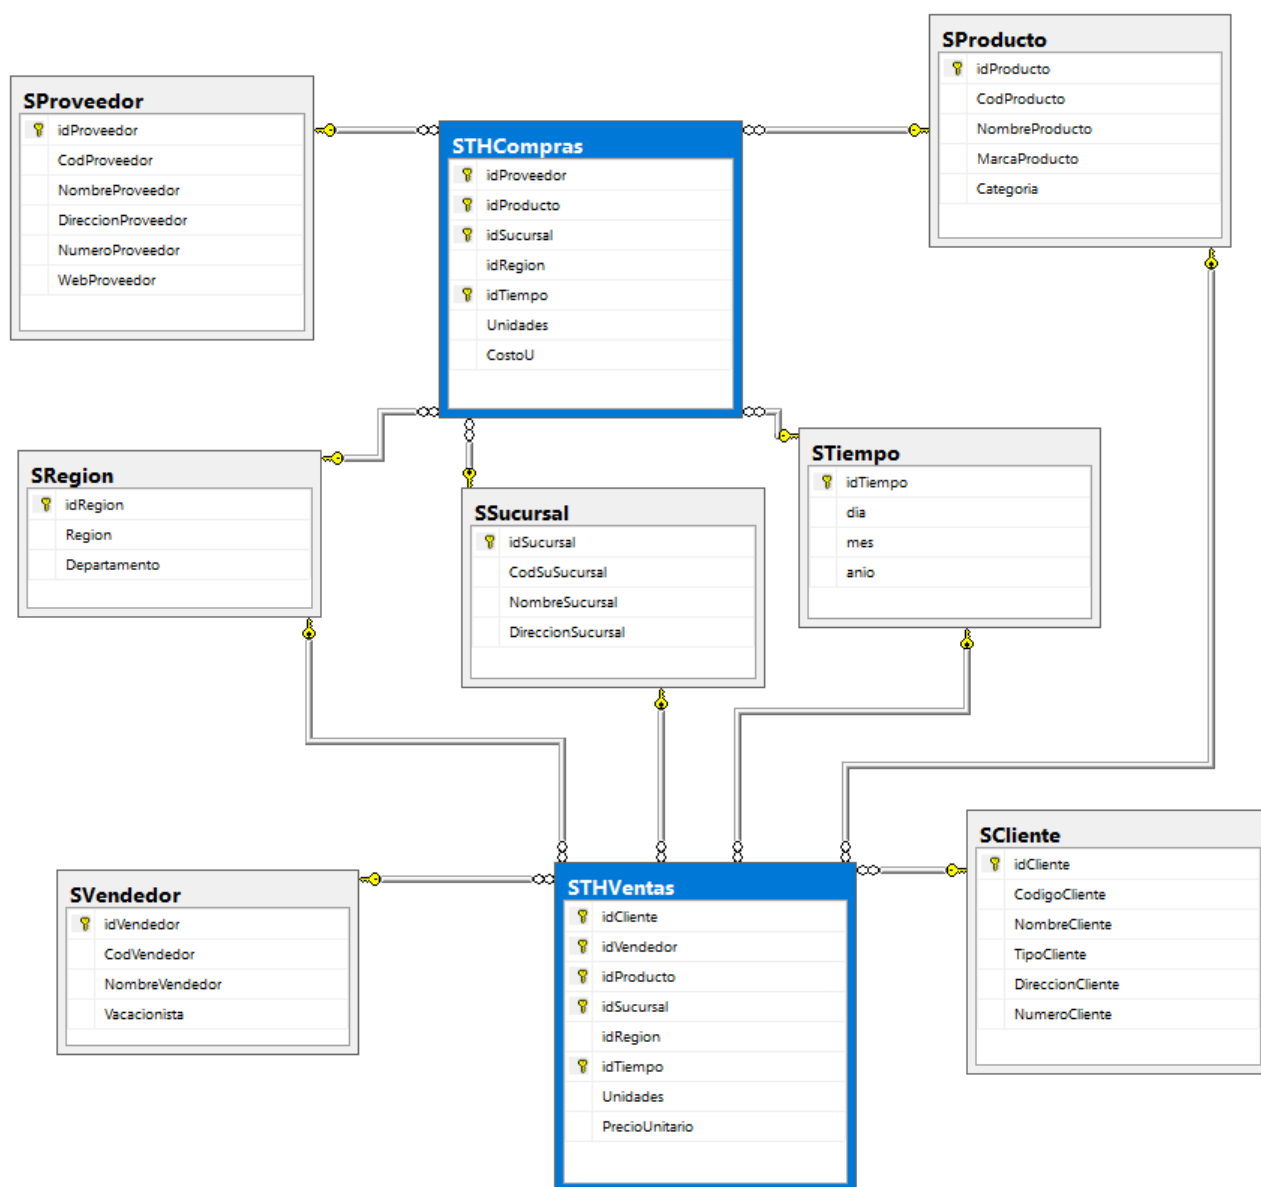 SProducto
idProducto
CodProducto
NombreProducto
MarcaProducto
Categoria
SProveedor
idProveedor
CodProveedor
NombreProveedor
DireccionProveedor
NumeroProveedor
WebProveedor
STHCompras
idProveedor
idProducto
idSucursal
idRegion
idTiempo
Unidades
CostoU
SRegion
idRegion
Region
Departamento
SSucursal
idSucursal
CodSuSucursal
NombreSucursal
DireccionSucursal
STiempo
idTiempo
dia
mes
anio
SVendedor
idVendedor
CodVendedor
NombreVendedor
Vacacionista
STHVentas
idCliente
idVendedor
idProducto
idSucursal
idRegion
idTiempo
Unidades
PrecioUnitario
SCliente
idCliente
CodigoCliente
NombreCliente
TipoCliente
DireccionCliente
NumeroCliente